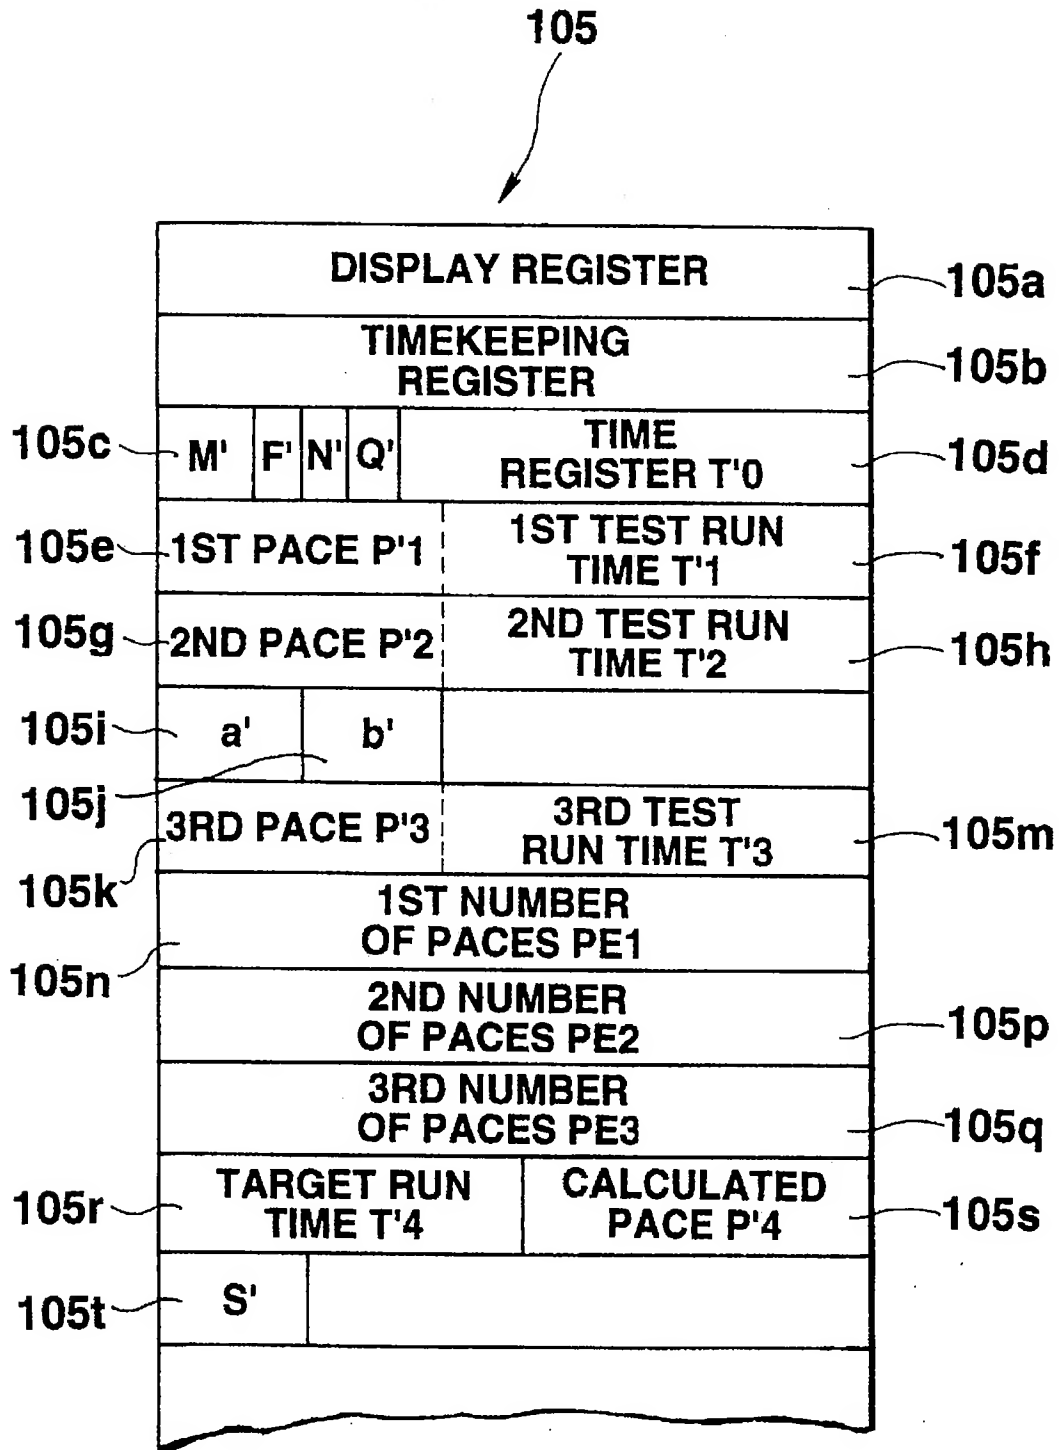 105
DISPLAY REGISTER
105a
TIMEKEEPING
REGISTER
105b
105c
M' F' N' Q'
TIME
REGISTER T'0
105d
105e
1ST PACE P'1
1ST TEST RUN
TIME T'1
105f
105g
2ND PACE P'2
2ND TEST RUN
TIME T'2
105h
105i
a' b'
105j
3RD PACE P'3
3RD TEST
RUN TIME T'3
105m
105k
1ST NUMBER
OF PACES PE1
105n
2ND NUMBER
OF PACES PE2
105p
3RD NUMBER
OF PACES PE3
105q
105r
TARGET RUN
TIME T'4
CALCULATED
PACE P'4
105s
105t
S'